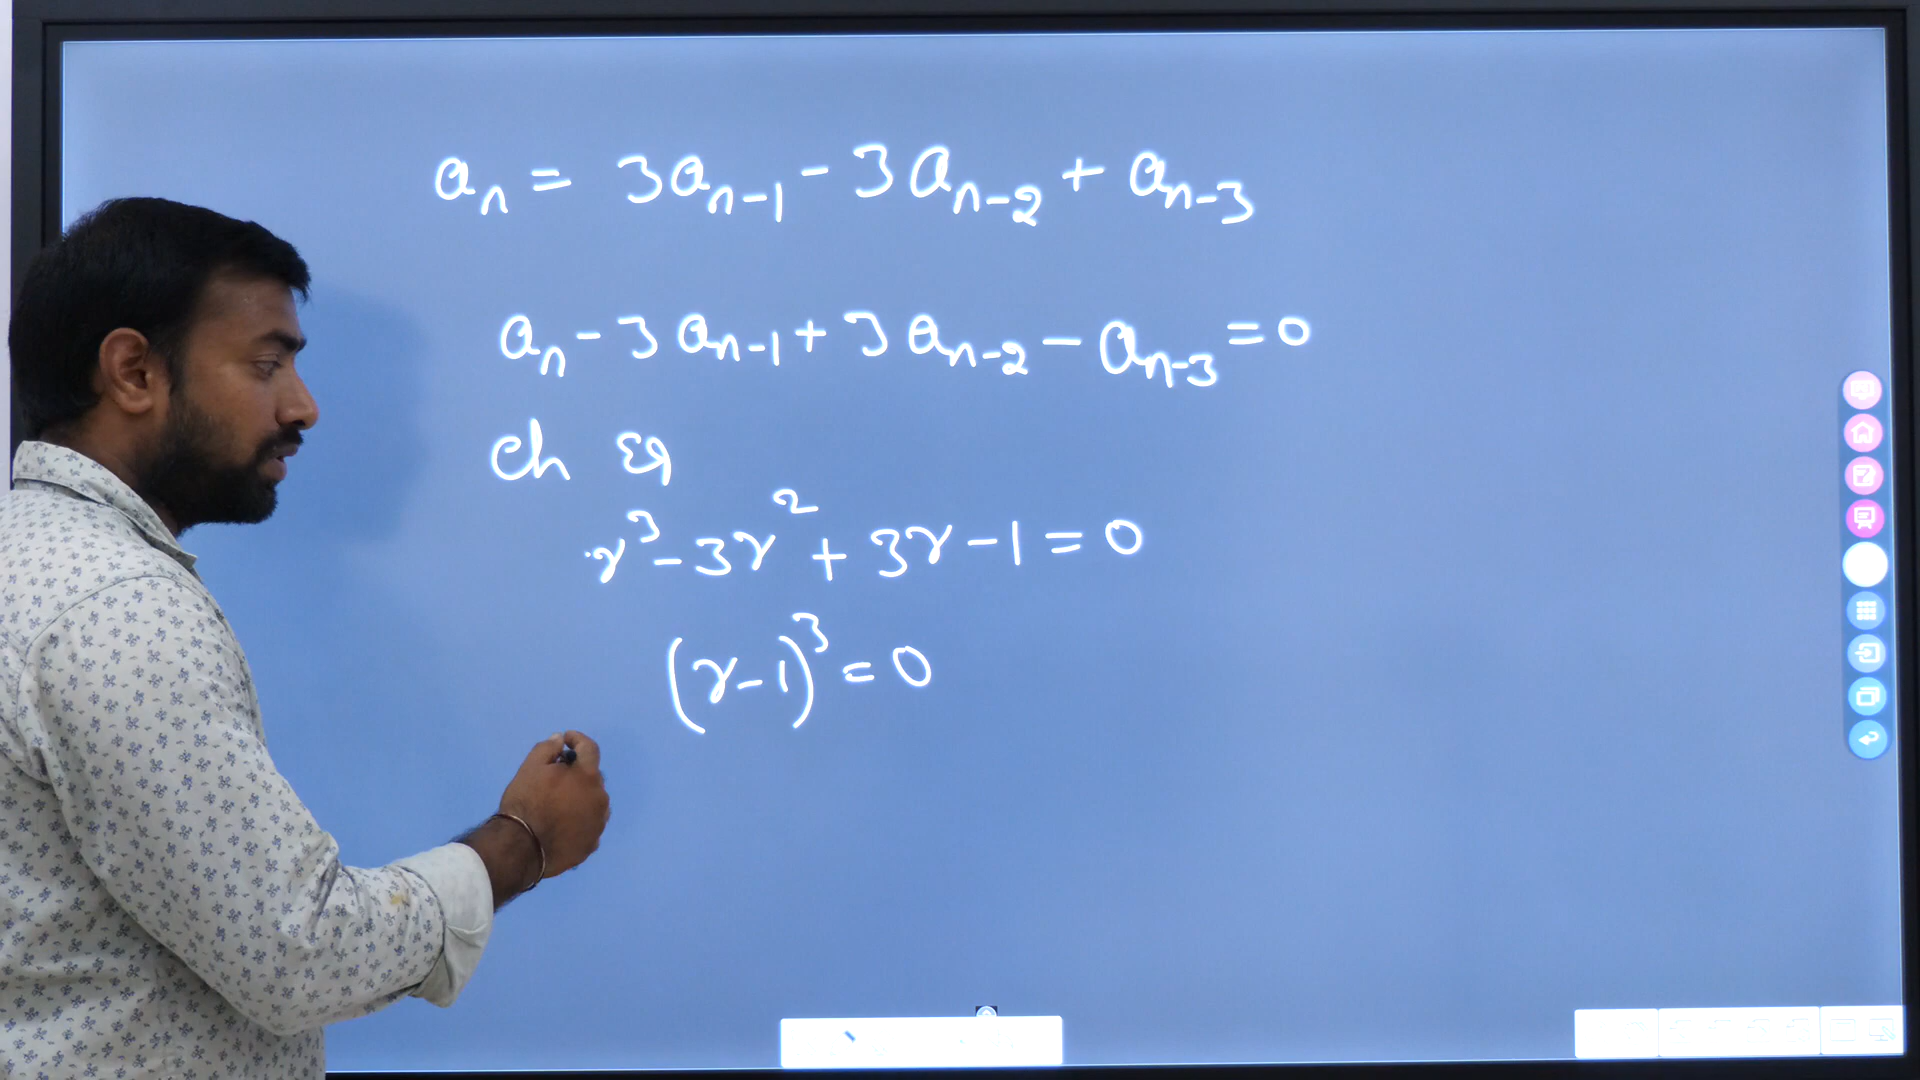 aₙ = 3aₙ₋₁ - 3aₙ₋₂ + aₙ₋₃
aₙ - 3aₙ₋₁ + 3aₙ₋₂ - aₙ₋₃ = 0
ch eq
r³ - 3r² + 3r - 1 = 0
(r - 1)³ = 0